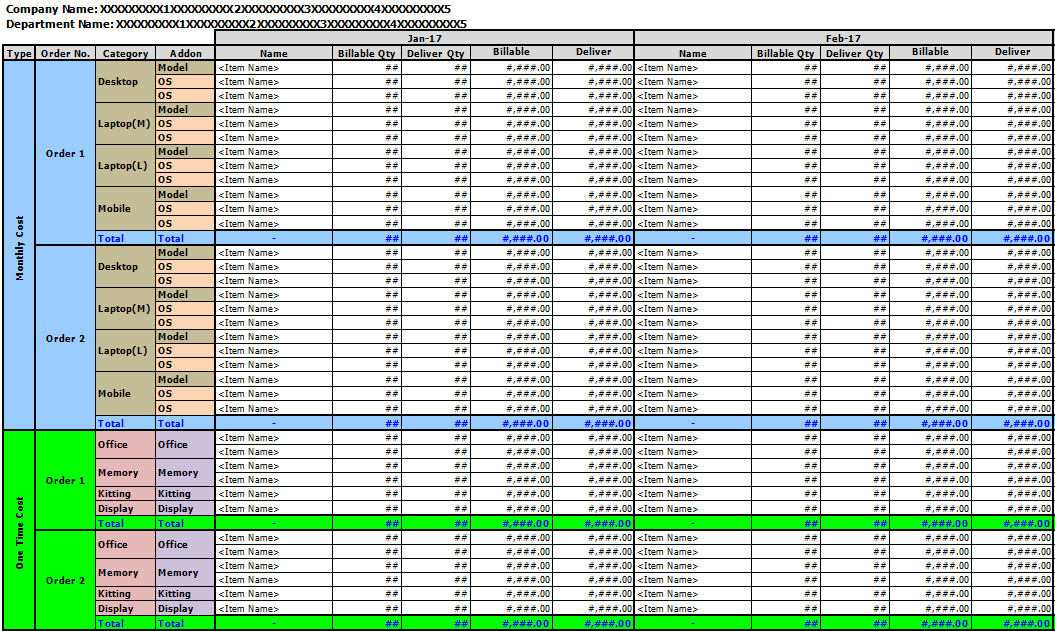 Company Name: XXXXXXXXX1XXXXXXXXX2XXXXXXXXX3XXXXXXXXX4XXXXXXXXX5
Department Name: XXXXXXXXX1XXXXXXXXX2XXXXXXXXX3XXXXXXXXX4XXXXXXXXX5
Jan-17 Feb-17
Type Order No. Category Addon Name Billable Qty Deliver Qty Billable Deliver Name Billable Qty Deliver Qty Billable Deliver
Monthly Cost
Order 1
Desktop Model <Item Name> ## ## #,###.00 #,###.00 <Item Name> ## ## #,###.00 #,###.00
OS <Item Name> ## ## #,###.00 #,###.00 <Item Name> ## ## #,###.00 #,###.00
OS <Item Name> ## ## #,###.00 #,###.00 <Item Name> ## ## #,###.00 #,###.00
Laptop(M) Model <Item Name> ## ## #,###.00 #,###.00 <Item Name> ## ## #,###.00 #,###.00
OS <Item Name> ## ## #,###.00 #,###.00 <Item Name> ## ## #,###.00 #,###.00
OS <Item Name> ## ## #,###.00 #,###.00 <Item Name> ## ## #,###.00 #,###.00
Laptop(L) Model <Item Name> ## ## #,###.00 #,###.00 <Item Name> ## ## #,###.00 #,###.00
OS <Item Name> ## ## #,###.00 #,###.00 <Item Name> ## ## #,###.00 #,###.00
OS <Item Name> ## ## #,###.00 #,###.00 <Item Name> ## ## #,###.00 #,###.00
Mobile Model <Item Name> ## ## #,###.00 #,###.00 <Item Name> ## ## #,###.00 #,###.00
OS <Item Name> ## ## #,###.00 #,###.00 <Item Name> ## ## #,###.00 #,###.00
OS <Item Name> ## ## #,###.00 #,###.00 <Item Name> ## ## #,###.00 #,###.00
Total Total - ## ## #,###.00 #,###.00 - ## ## #,###.00 #,###.00
Order 2
Desktop Model <Item Name> ## ## #,###.00 #,###.00 <Item Name> ## ## #,###.00 #,###.00
OS <Item Name> ## ## #,###.00 #,###.00 <Item Name> ## ## #,###.00 #,###.00
OS <Item Name> ## ## #,###.00 #,###.00 <Item Name> ## ## #,###.00 #,###.00
Laptop(M) Model <Item Name> ## ## #,###.00 #,###.00 <Item Name> ## ## #,###.00 #,###.00
OS <Item Name> ## ## #,###.00 #,###.00 <Item Name> ## ## #,###.00 #,###.00
OS <Item Name> ## ## #,###.00 #,###.00 <Item Name> ## ## #,###.00 #,###.00
Laptop(L) Model <Item Name> ## ## #,###.00 #,###.00 <Item Name> ## ## #,###.00 #,###.00
OS <Item Name> ## ## #,###.00 #,###.00 <Item Name> ## ## #,###.00 #,###.00
OS <Item Name> ## ## #,###.00 #,###.00 <Item Name> ## ## #,###.00 #,###.00
Mobile Model <Item Name> ## ## #,###.00 #,###.00 <Item Name> ## ## #,###.00 #,###.00
OS <Item Name> ## ## #,###.00 #,###.00 <Item Name> ## ## #,###.00 #,###.00
OS <Item Name> ## ## #,###.00 #,###.00 <Item Name> ## ## #,###.00 #,###.00
Total Total - ## ## #,###.00 #,###.00 - ## ## #,###.00 #,###.00
One Time Cost
Order 1
Office Office <Item Name> ## ## #,###.00 #,###.00 <Item Name> ## ## #,###.00 #,###.00
<Item Name> ## ## #,###.00 #,###.00 <Item Name> ## ## #,###.00 #,###.00
Memory Memory <Item Name> ## ## #,###.00 #,###.00 <Item Name> ## ## #,###.00 #,###.00
<Item Name> ## ## #,###.00 #,###.00 <Item Name> ## ## #,###.00 #,###.00
Kitting Kitting <Item Name> ## ## #,###.00 #,###.00 <Item Name> ## ## #,###.00 #,###.00
Display Display <Item Name> ## ## #,###.00 #,###.00 <Item Name> ## ## #,###.00 #,###.00
Total Total - ## ## #,###.00 #,###.00 - ## ## #,###.00 #,###.00
Order 2
Office Office <Item Name> ## ## #,###.00 #,###.00 <Item Name> ## ## #,###.00 #,###.00
<Item Name> ## ## #,###.00 #,###.00 <Item Name> ## ## #,###.00 #,###.00
Memory Memory <Item Name> ## ## #,###.00 #,###.00 <Item Name> ## ## #,###.00 #,###.00
<Item Name> ## ## #,###.00 #,###.00 <Item Name> ## ## #,###.00 #,###.00
Kitting Kitting <Item Name> ## ## #,###.00 #,###.00 <Item Name> ## ## #,###.00 #,###.00
Display Display <Item Name> ## ## #,###.00 #,###.00 <Item Name> ## ## #,###.00 #,###.00
Total Total - ## ## #,###.00 #,###.00 - ## ## #,###.00 #,###.00